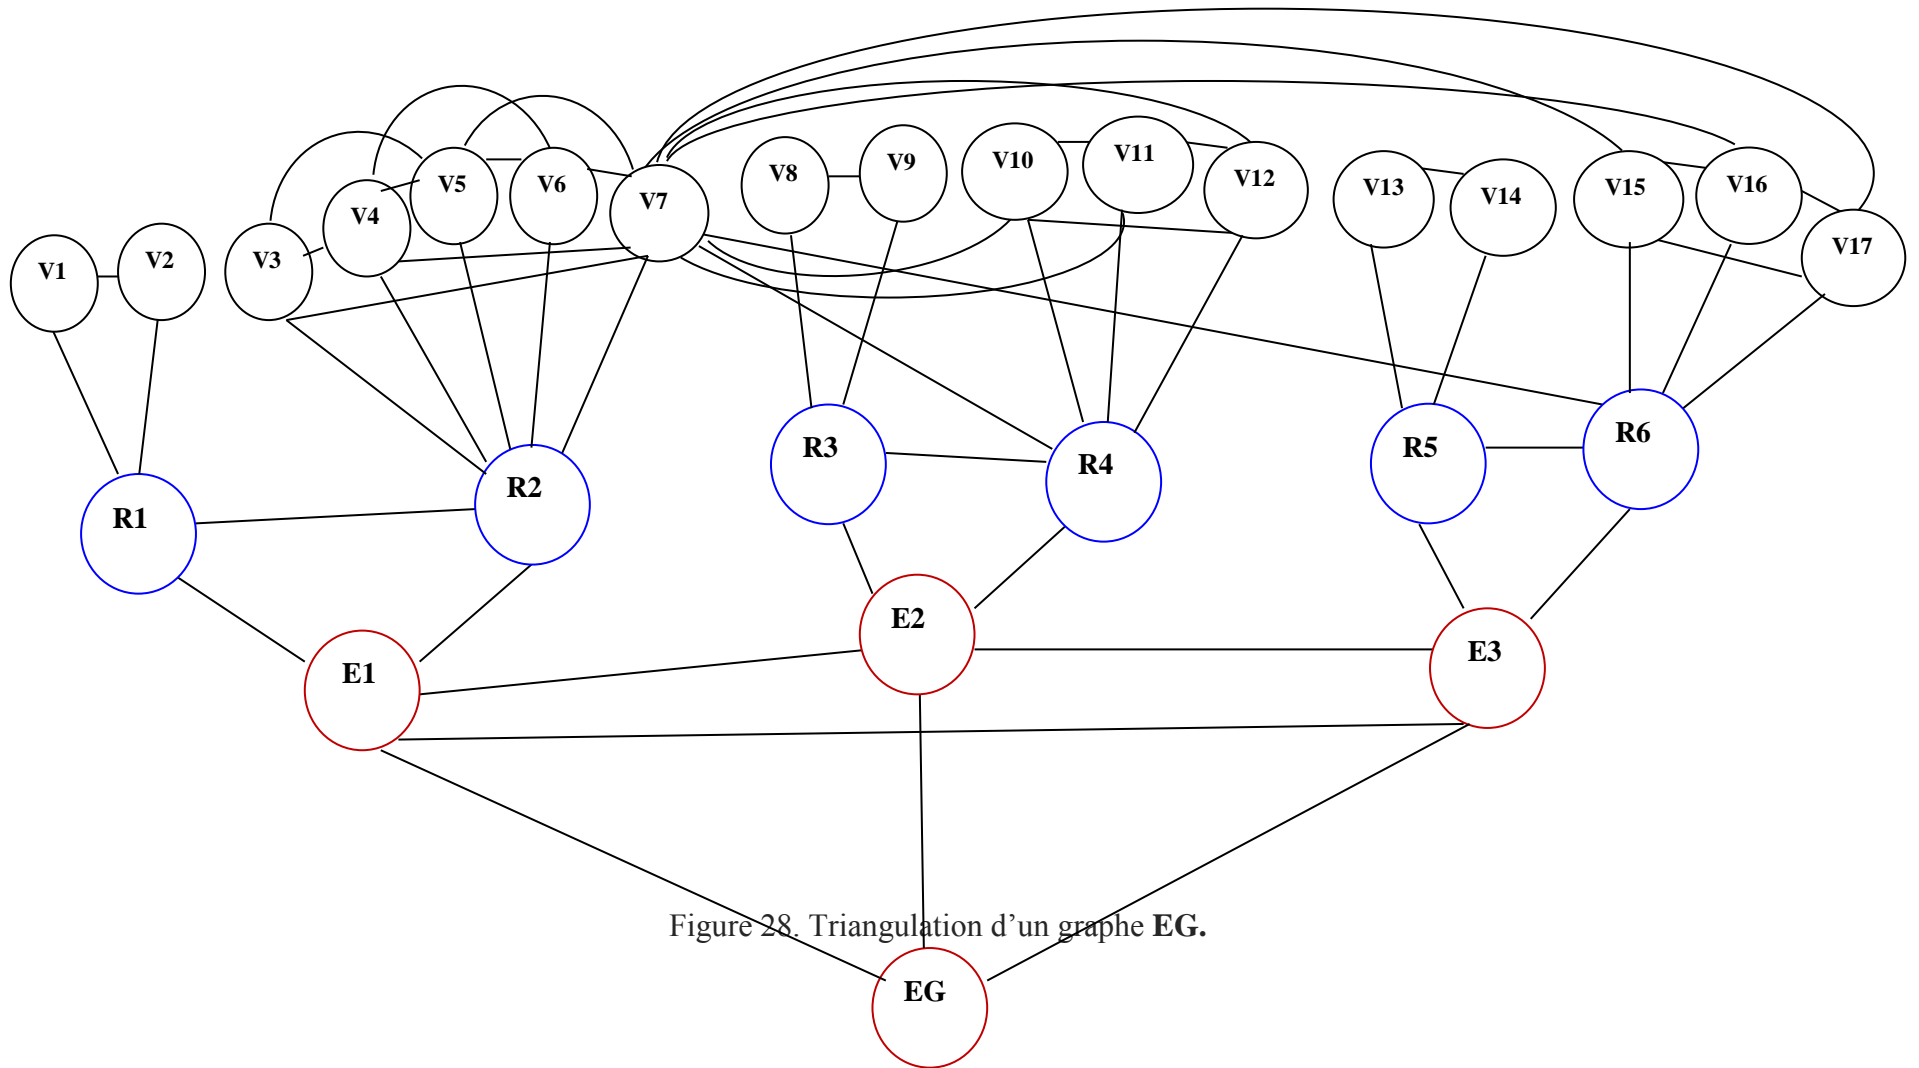 V1
V2
V3
V4
V5
V6
V7
V8
V9
V10
V11
V12
V13
V14
V15
V16
V17
R1
R2
R3
R4
R5
R6
E1
E2
E3
Figure 28. Triangulation d’un graphe EG.
EG